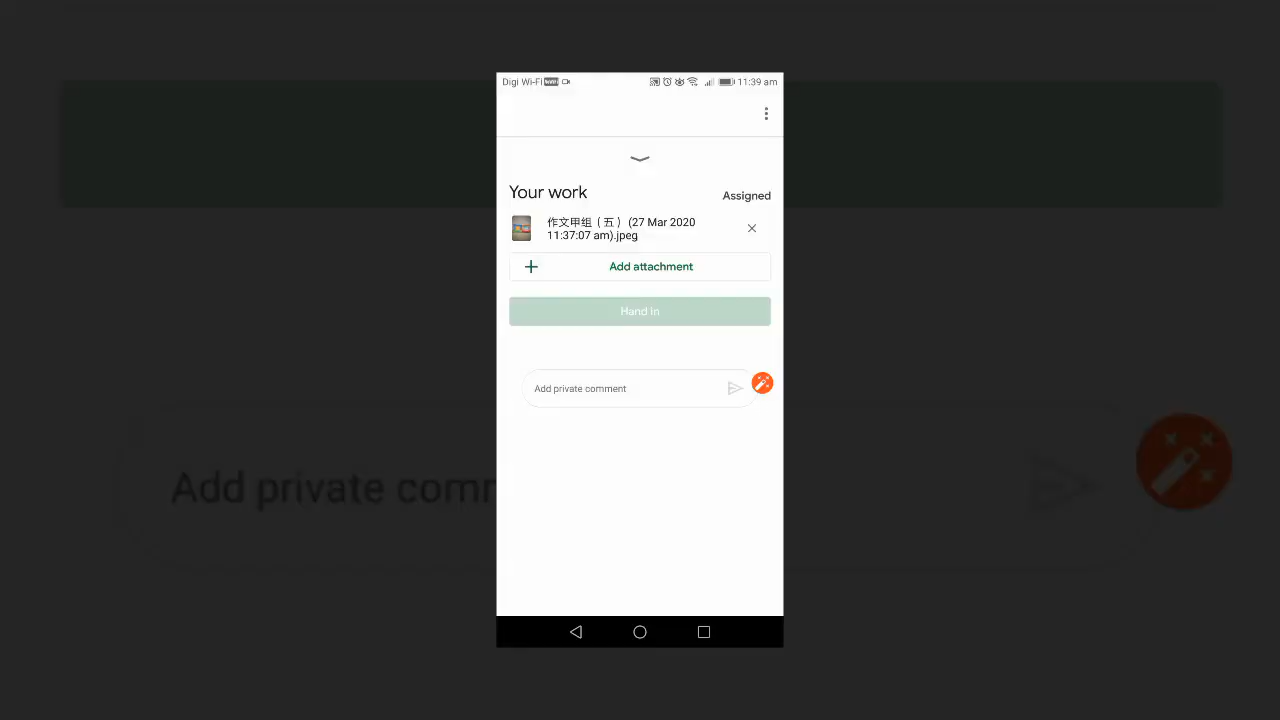 Digi Wi-Fi VoWiFi 11:39 am
Your work
Assigned
作文甲组（五）(27 Mar 2020
11:37:07 am).jpeg
Add attachment
Hand in
Add private comment
Add private comm